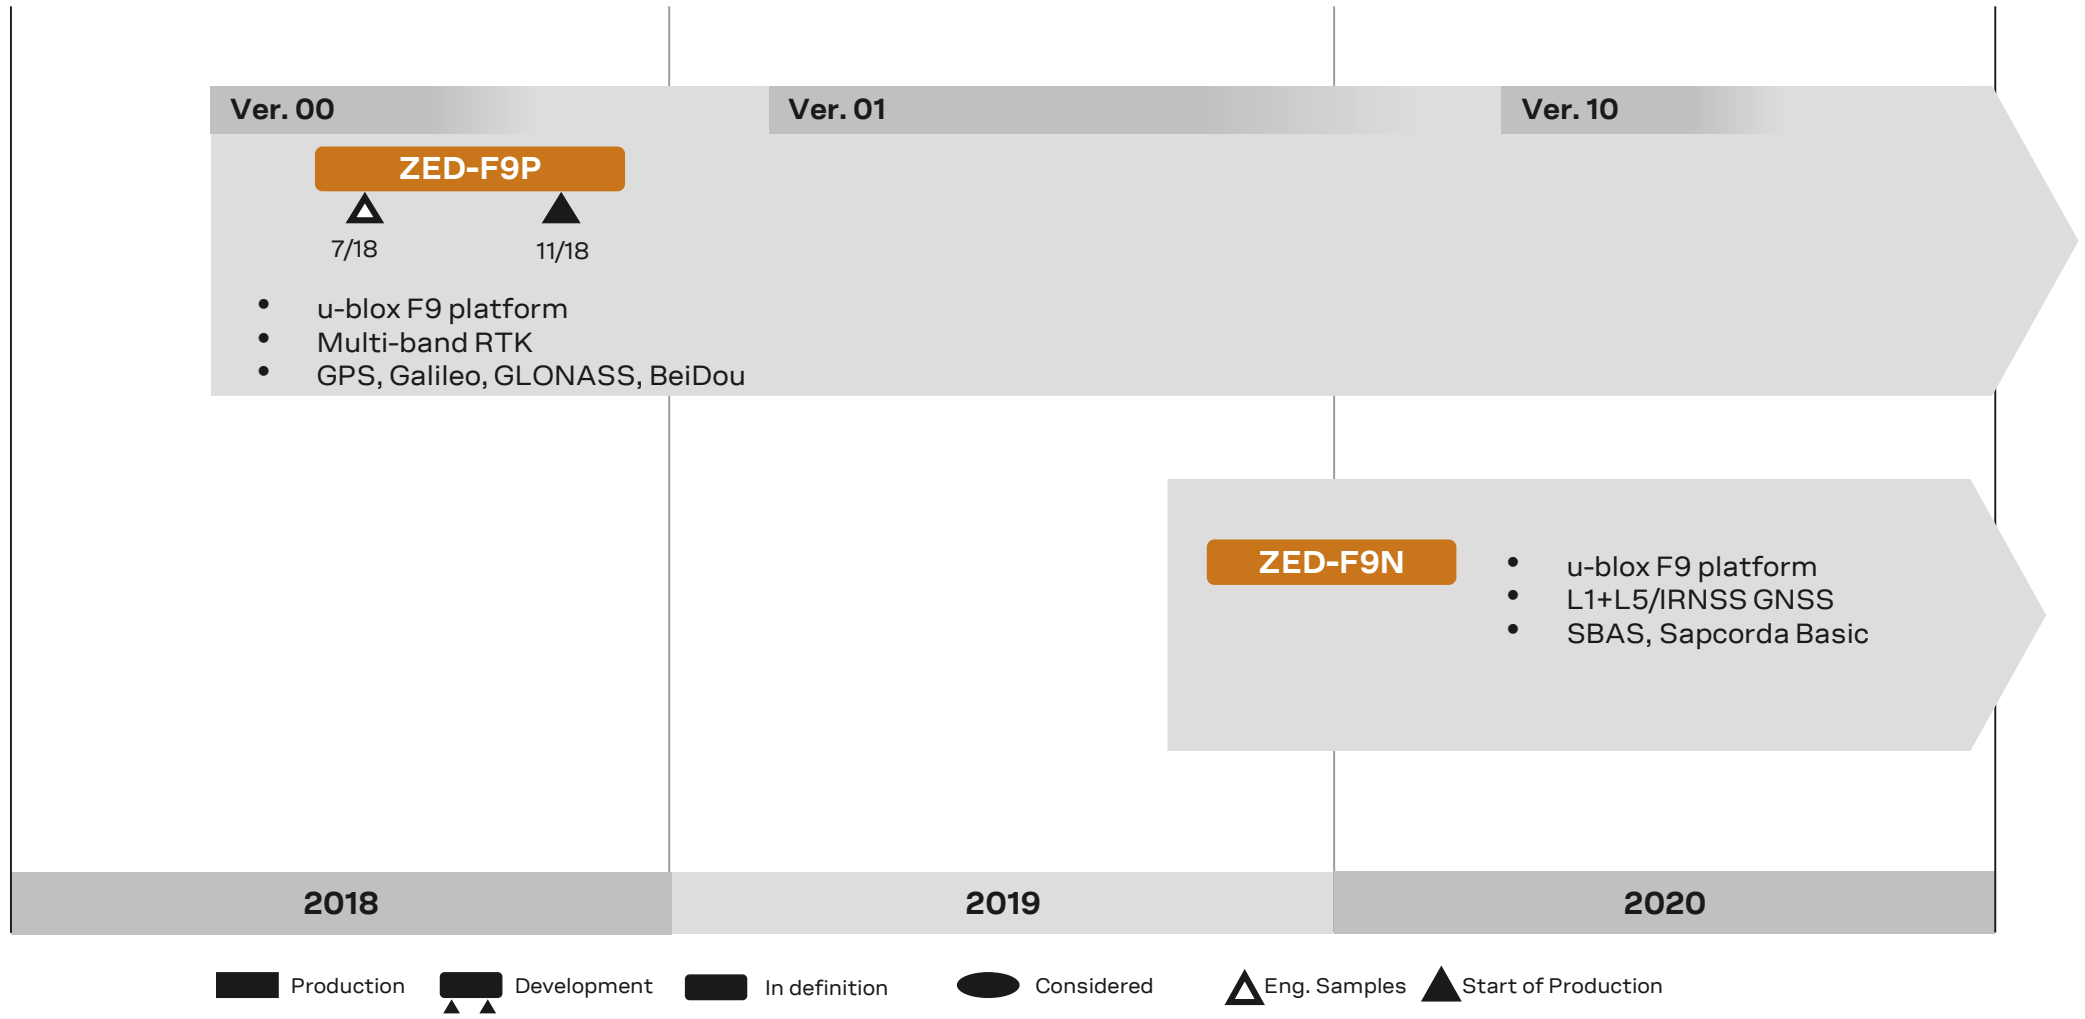 Ver. 00
Ver. 01
Ver. 10
ZED-F9P
7/18
11/18
• u-blox F9 platform
• Multi-band RTK
• GPS, Galileo, GLONASS, BeiDou
ZED-F9N
• u-blox F9 platform
• L1+L5/IRNSS GNSS
• SBAS, Sapcorda Basic
2018
2019
2020
Production
Development
In definition
Considered
Eng. Samples
Start of Production